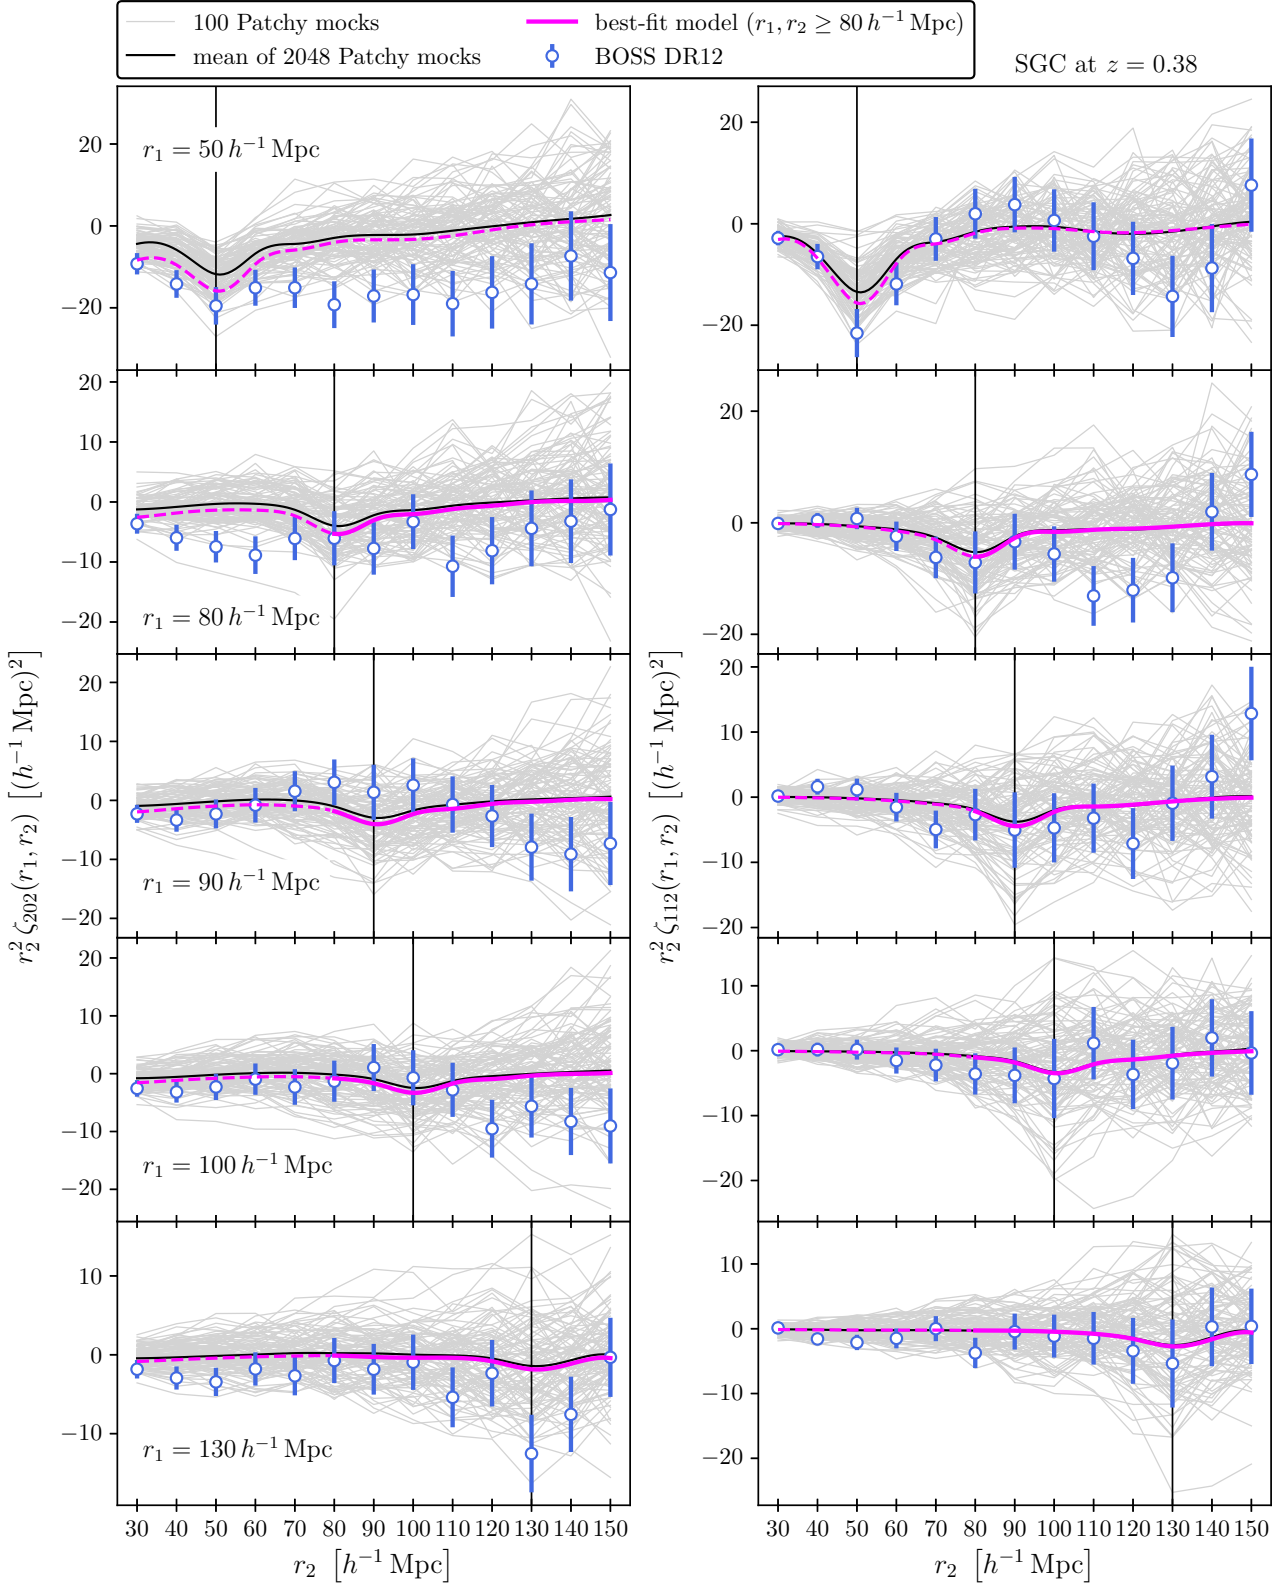 100 Patchy mocks
mean of 2048 Patchy mocks
best-fit model (r₁, r₂ ≥ 80 h⁻¹ Mpc)
BOSS DR12
SGC at z = 0.38
r₁ = 50 h⁻¹ Mpc
20
0
−20
20
0
−20
r₁ = 80 h⁻¹ Mpc
20
10
0
−10
−20
20
0
−20
r₁ = 90 h⁻¹ Mpc
20
10
0
−10
−20
20
10
0
−10
−20
r₁ = 100 h⁻¹ Mpc
20
10
0
−10
−20
10
0
−10
−20
r₁ = 130 h⁻¹ Mpc
10
0
−10
10
0
−10
−20
r₂² ζ₂₀₂(r₁, r₂) [(h⁻¹ Mpc)²]
r₂² ζ₁₁₂(r₁, r₂) [(h⁻¹ Mpc)²]
30 40 50 60 70 80 90 100 110 120 130 140 150
30 40 50 60 70 80 90 100 110 120 130 140 150
r₂ [h⁻¹ Mpc]
r₂ [h⁻¹ Mpc]